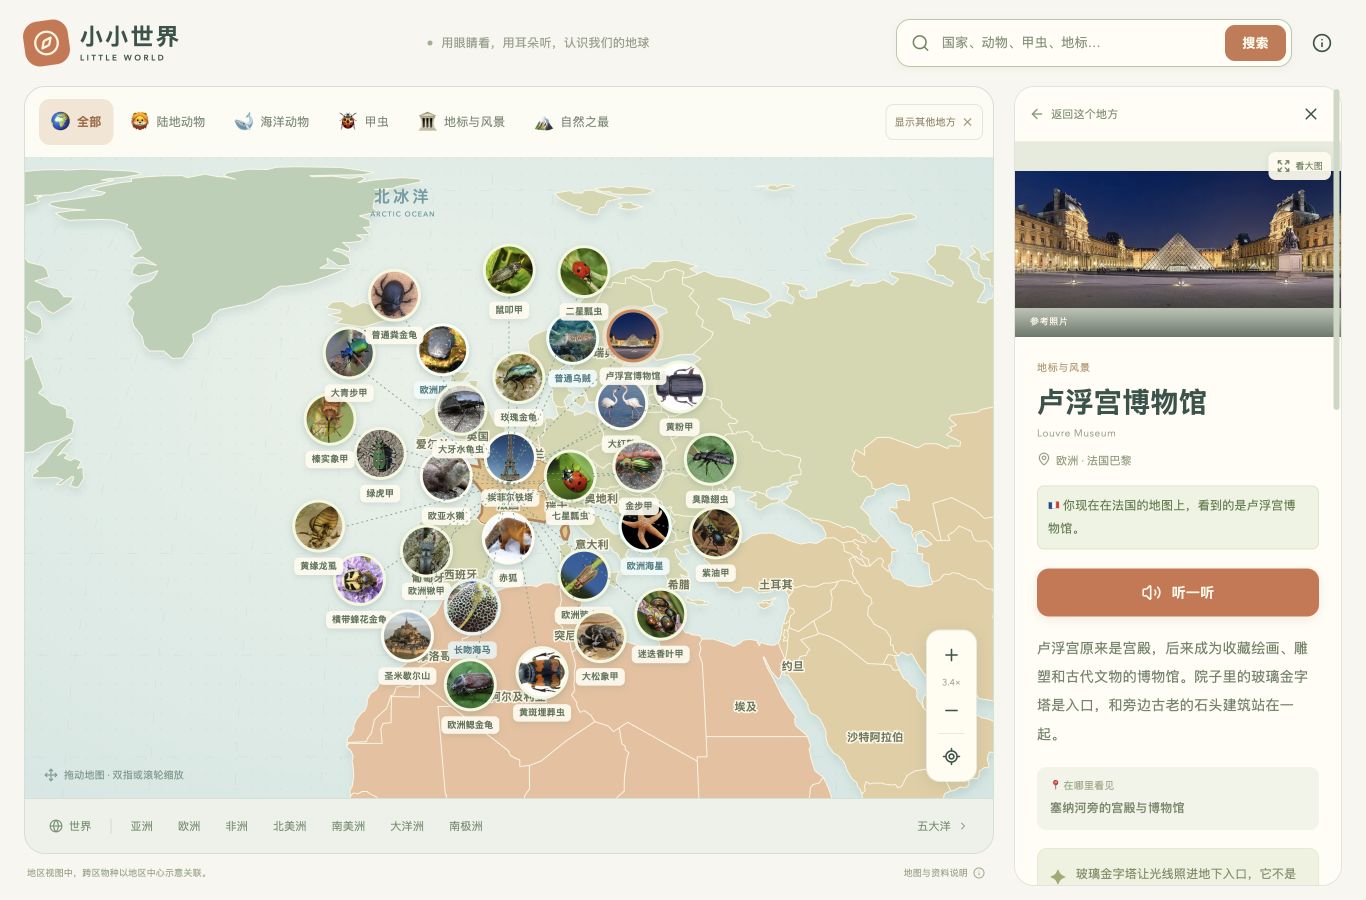 小小世界
LITTLE WORLD
用眼睛看，用耳朵听，认识我们的地球
国家、动物、甲虫、地标...
搜索
全部
陆地动物
海洋动物
甲虫
地标与风景
自然之最
显示其他地方
北冰洋
ARCTIC OCEAN
鼠叩甲
二星瓢虫
普通粪金龟
大青步甲
欧洲
普通乌贼
瑞典
卢浮宫博物馆
玫瑰金龟
黄粉甲
榛实象甲
大牙水龟虫
英国
大红
绿虎甲
埃菲尔铁塔
奥地利
臭隐翅虫
欧亚水獭
七星瓢虫
金步甲
意大利
欧洲海星
紫油甲
黄缘龙虱
西班牙
赤狐
希腊
土耳其
欧洲锹甲
横带蜂花金龟
欧洲
迷迭香叶甲
长吻海马
圣米歇尔山
大松象甲
约旦
欧洲鳃金龟
黄斑埋葬虫
埃及
沙特阿拉伯
3.4×
拖动地图 · 双指或滚轮缩放
世界
亚洲
欧洲
非洲
北美洲
南美洲
大洋洲
南极洲
五大洋
地区视图中，跨区物种以地区中心示意关联。
地图与资料说明
返回这个地方
看大图
参考照片
地标与风景
卢浮宫博物馆
Louvre Museum
欧洲 · 法国巴黎
你现在在法国的地图上，看到的是卢浮宫博
物馆。
听一听
卢浮宫原来是宫殿，后来成为收藏绘画、雕
塑和古代文物的博物馆。院子里的玻璃金字
塔是入口，和旁边古老的石头建筑站在一
起。
在哪里看见
塞纳河旁的宫殿与博物馆
玻璃金字塔让光线照进地下入口，它不是